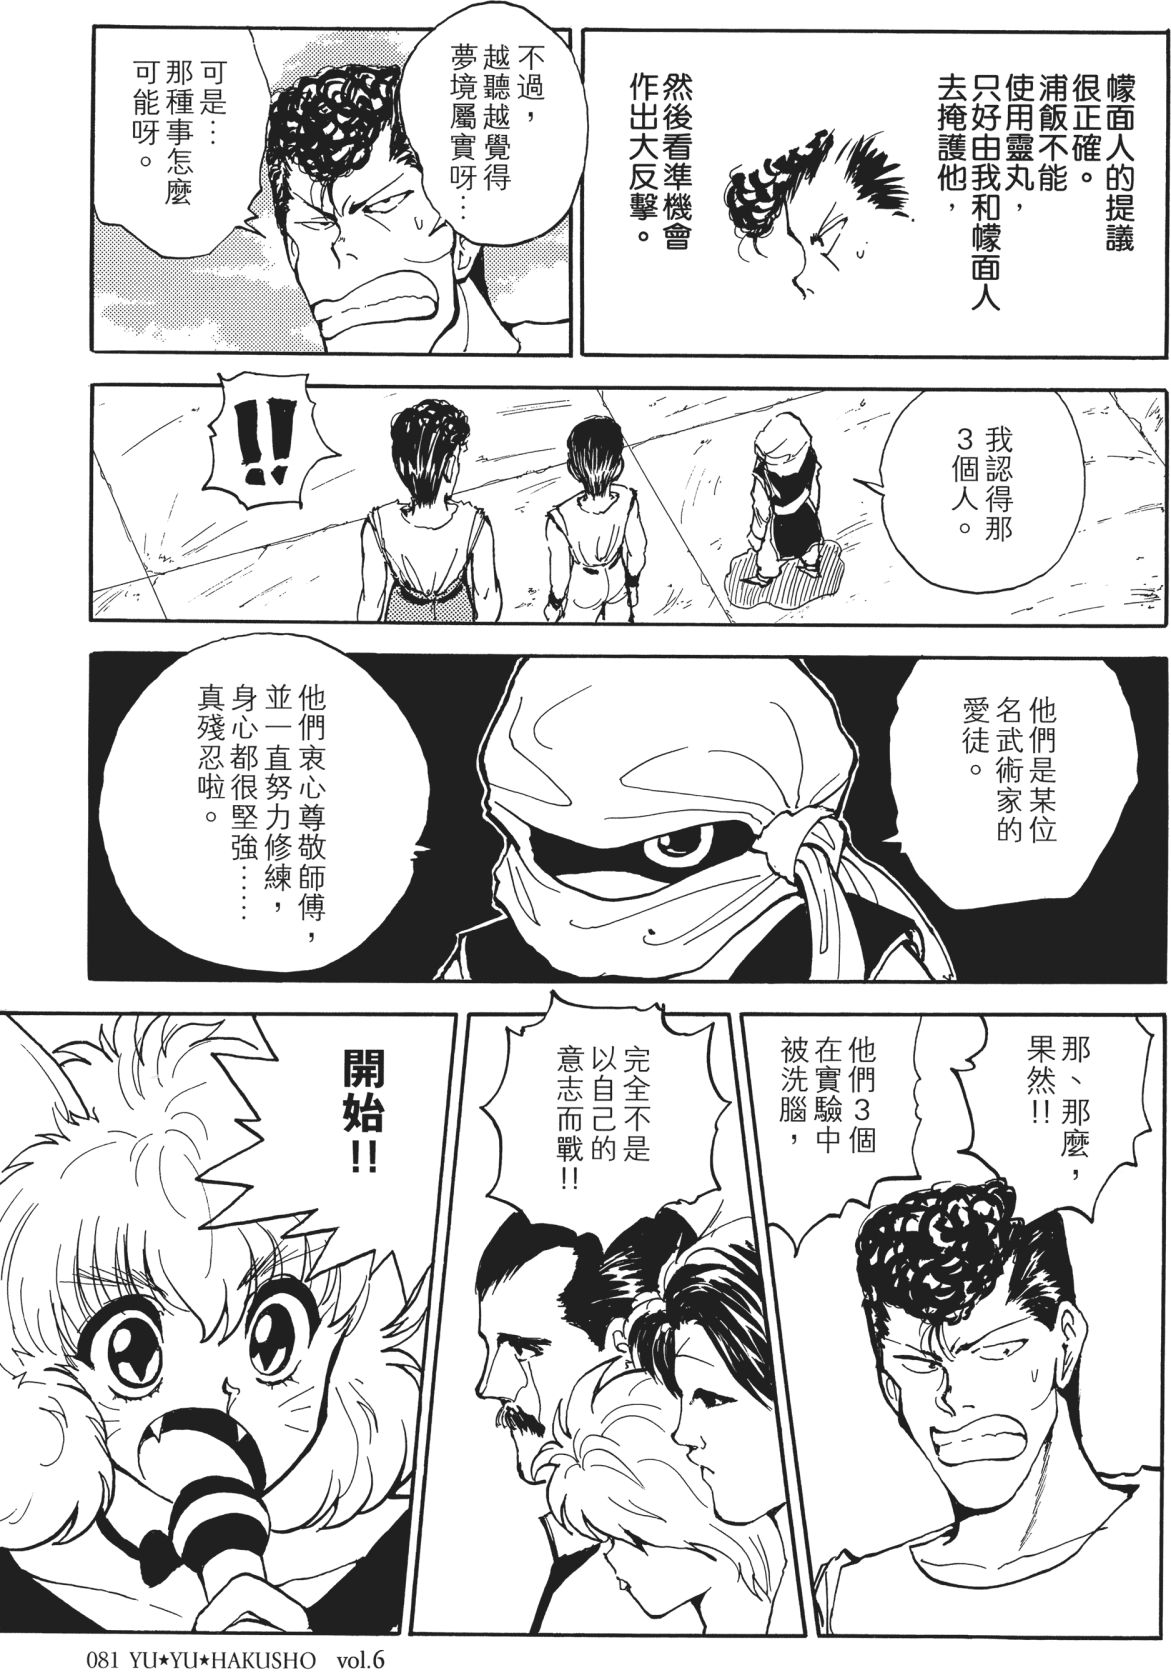 幪面人的提議
很正確。
浦飯不能
使用靈丸，
只好由我和幪面人
去掩護他，
然後看準機會
作出大反擊。
不過，
越聽越覺得
夢境屬實呀…
可是…
那種事怎麼
可能呀。
我認得那
3個人。
!!
他們是某位
名武術家的
愛徒。
他們衷心尊敬師傅，
並一直努力修練，
身心都很堅強……
真殘忍啦。
那、那麼，
果然!!
他們3個
在實驗中
被洗腦，
完全不是
以自己的
意志而戰!!
開始!!
081 YU★YU★HAKUSHO vol.6